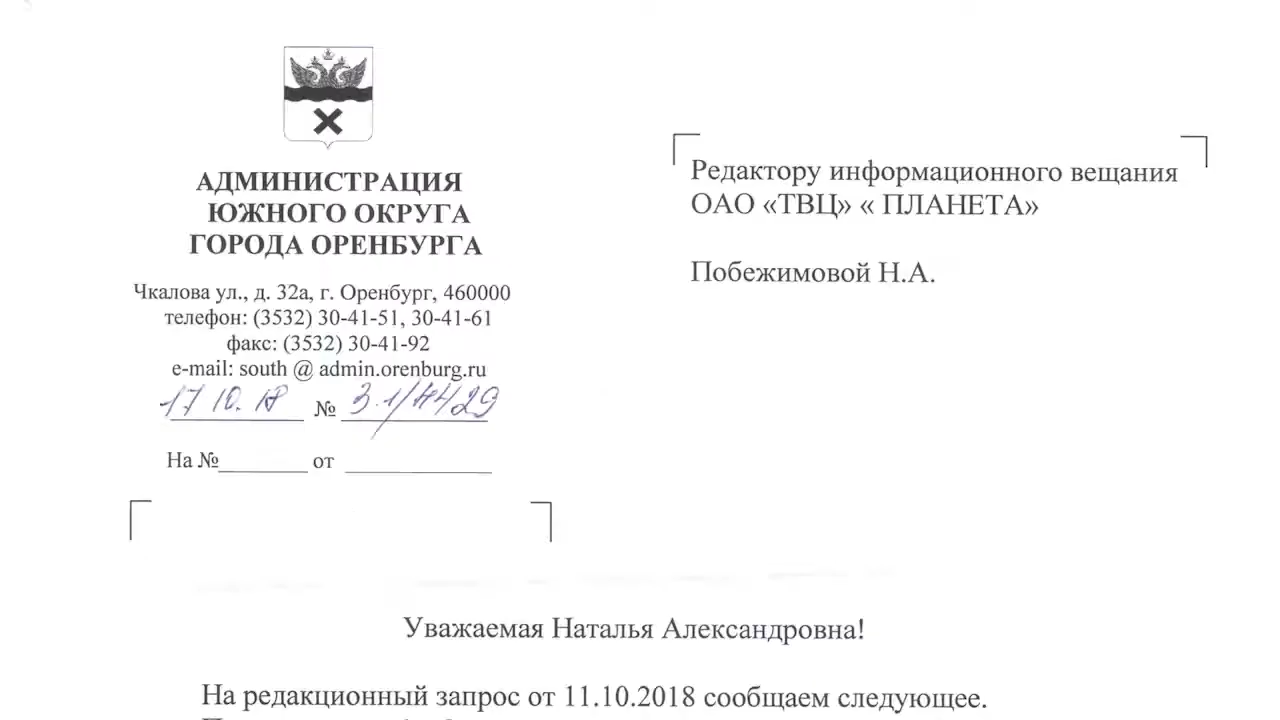 АДМИНИСТРАЦИЯ
ЮЖНОГО ОКРУГА
ГОРОДА ОРЕНБУРГА
Чкалова ул., д. 32а, г. Оренбург, 460000
телефон: (3532) 30-41-51, 30-41-61
факс: (3532) 30-41-92
e-mail: south @ admin.orenburg.ru
17 10. 18 № 3.1/4429
На №________ от ____________
Редактору информационного вещания
ОАО «ТВЦ» « ПЛАНЕТА»
Побежимовой Н.А.
Уважаемая Наталья Александровна!
На редакционный запрос от 11.10.2018 сообщаем следующее.